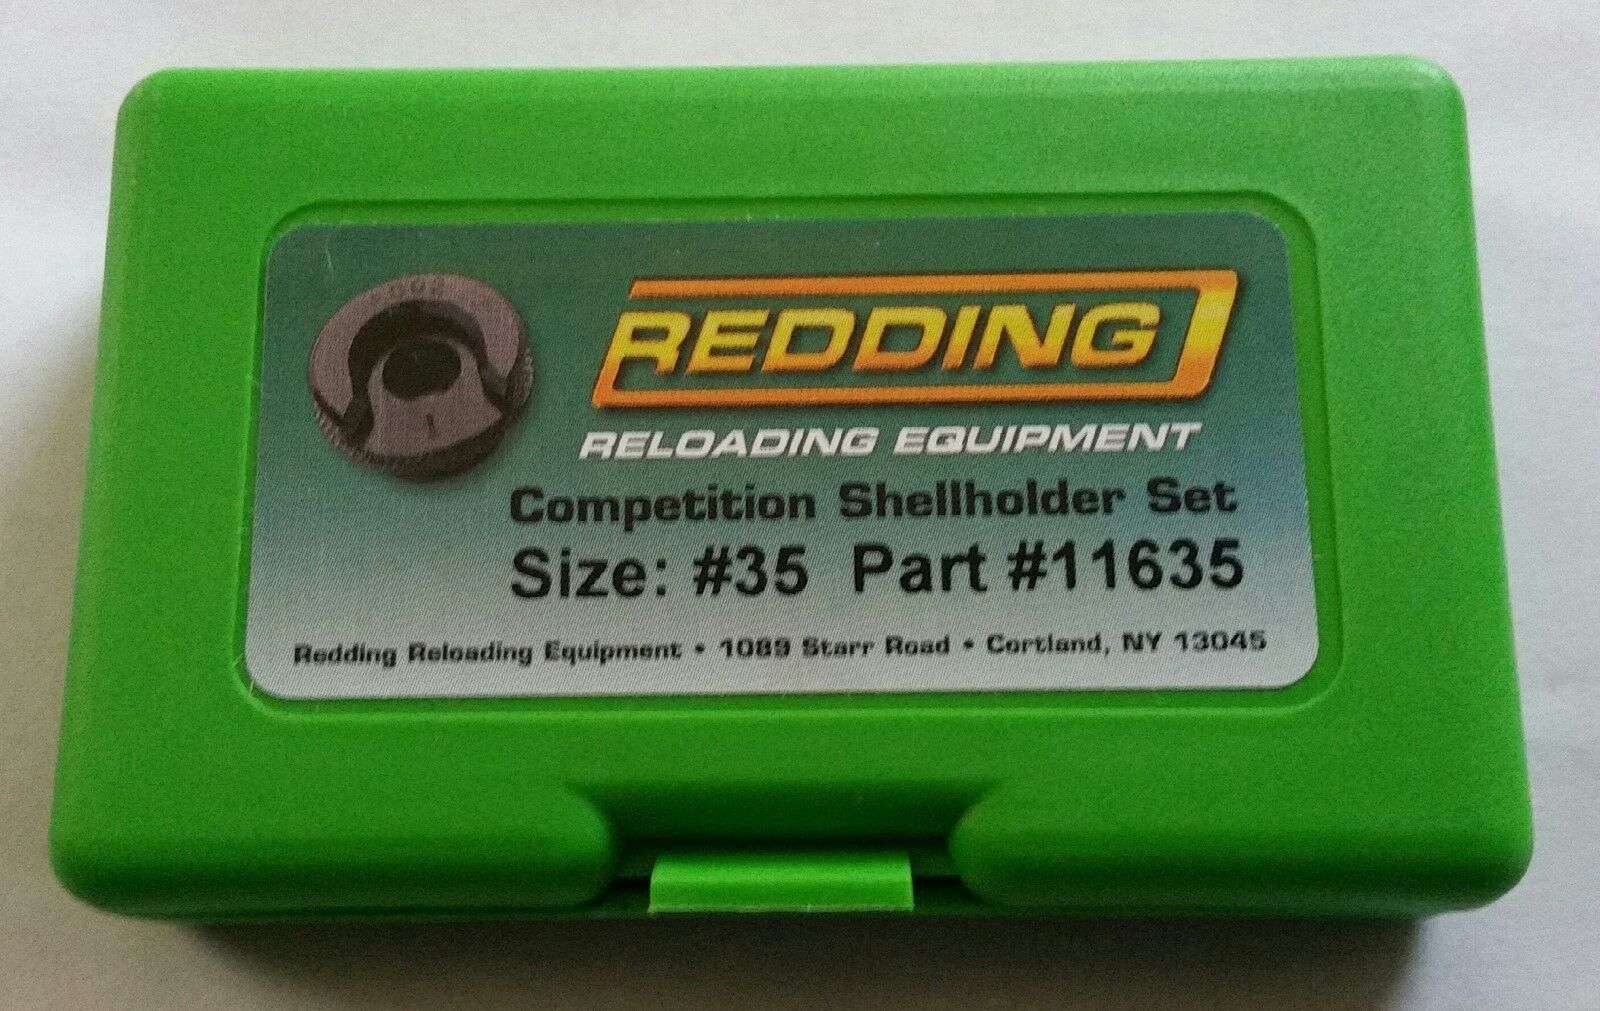 REDDING
RELOADING EQUIPMENT
Competition Shellholder Set
Size: #35 Part #11635
Redding Reloading Equipment • 1089 Starr Road • Cortland, NY 13045
1